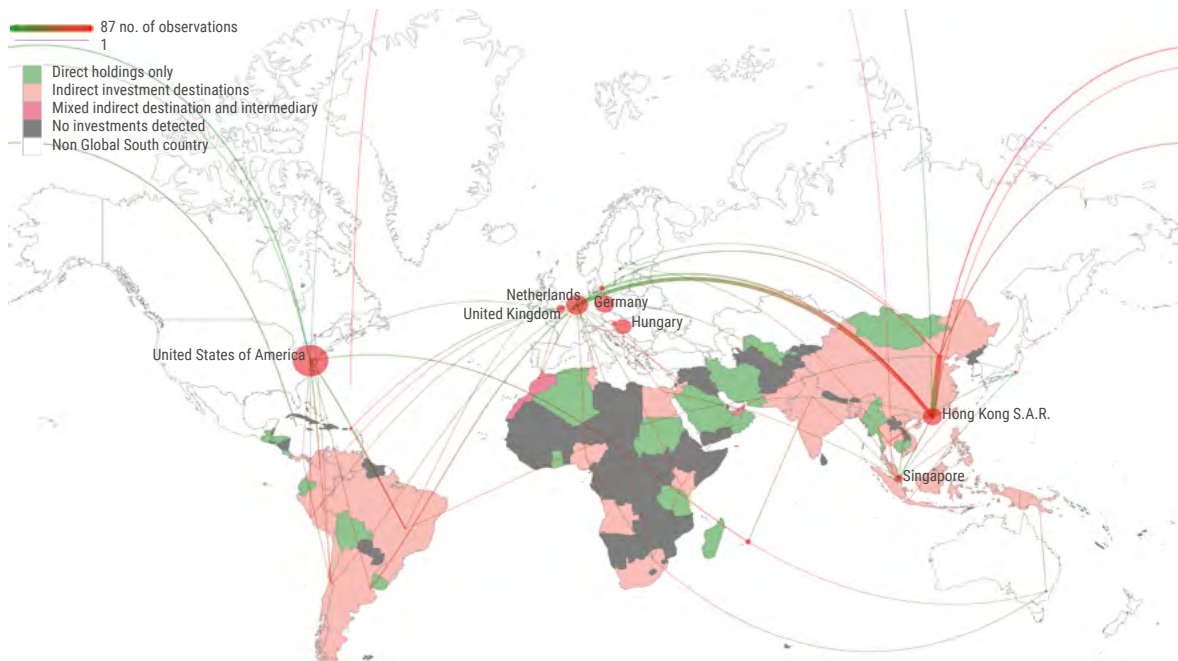 87 no. of observations
1
Direct holdings only
Indirect investment destinations
Mixed indirect destination and intermediary
No investments detected
Non Global South country
Netherlands
Germany
United Kingdom
Hungary
United States of America
Hong Kong S.A.R.
Singapore